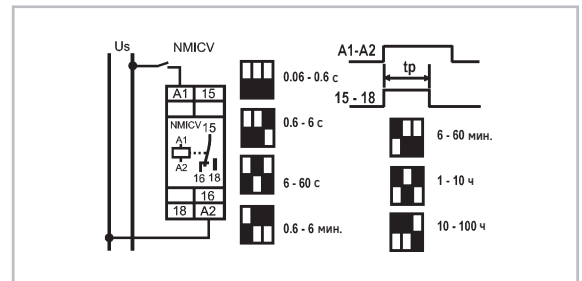 Us
NMICV
A1 15
NMICV 15
A1
A2
16 18
16
18 A2
0.06 - 0.6 с
0.6 - 6 с
6 - 60 с
0.6 - 6 мин.
A1-A2
tp
15 - 18
6 - 60 мин.
1 - 10 ч
10 - 100 ч